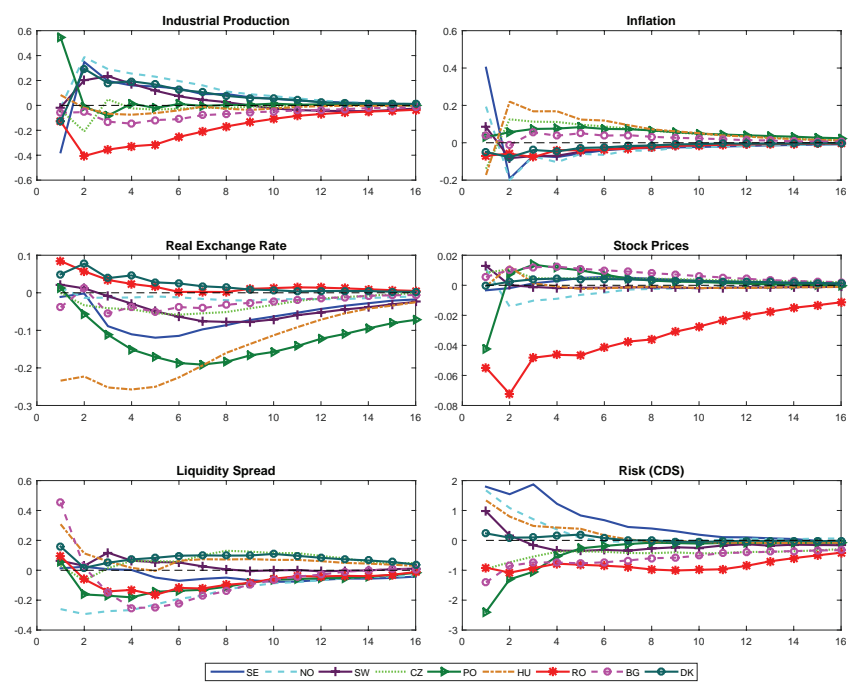 Industrial Production
0.6
0.4
0.2
0
-0.2
-0.4
-0.6
0 2 4 6 8 10 12 14 16
Inflation
0.6
0.4
0.2
0
-0.2
0 2 4 6 8 10 12 14 16
Real Exchange Rate
0.1
0
-0.1
-0.2
-0.3
0 2 4 6 8 10 12 14 16
Stock Prices
0.02
0
-0.02
-0.04
-0.06
-0.08
0 2 4 6 8 10 12 14 16
Liquidity Spread
0.6
0.4
0.2
0
-0.2
-0.4
0 2 4 6 8 10 12 14 16
Risk (CDS)
2
1
0
-1
-2
-3
0 2 4 6 8 10 12 14 16
SE NO SW CZ PO HU RO BG DK